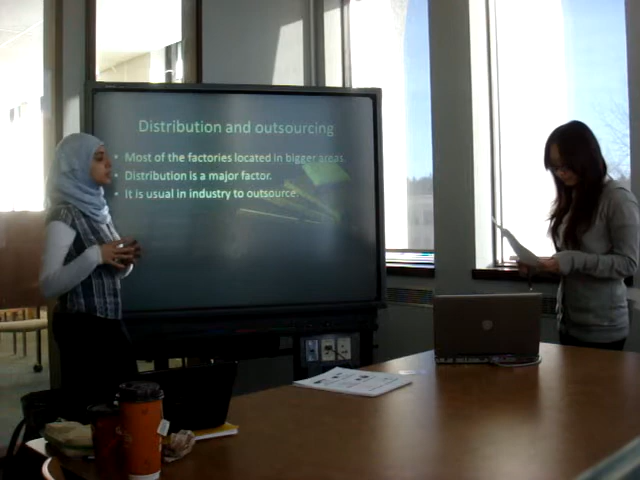 Distribution and outsourcing
• Most of the factories located in bigger areas.
• Distribution is a major factor.
• It is usual in industry to outsource.